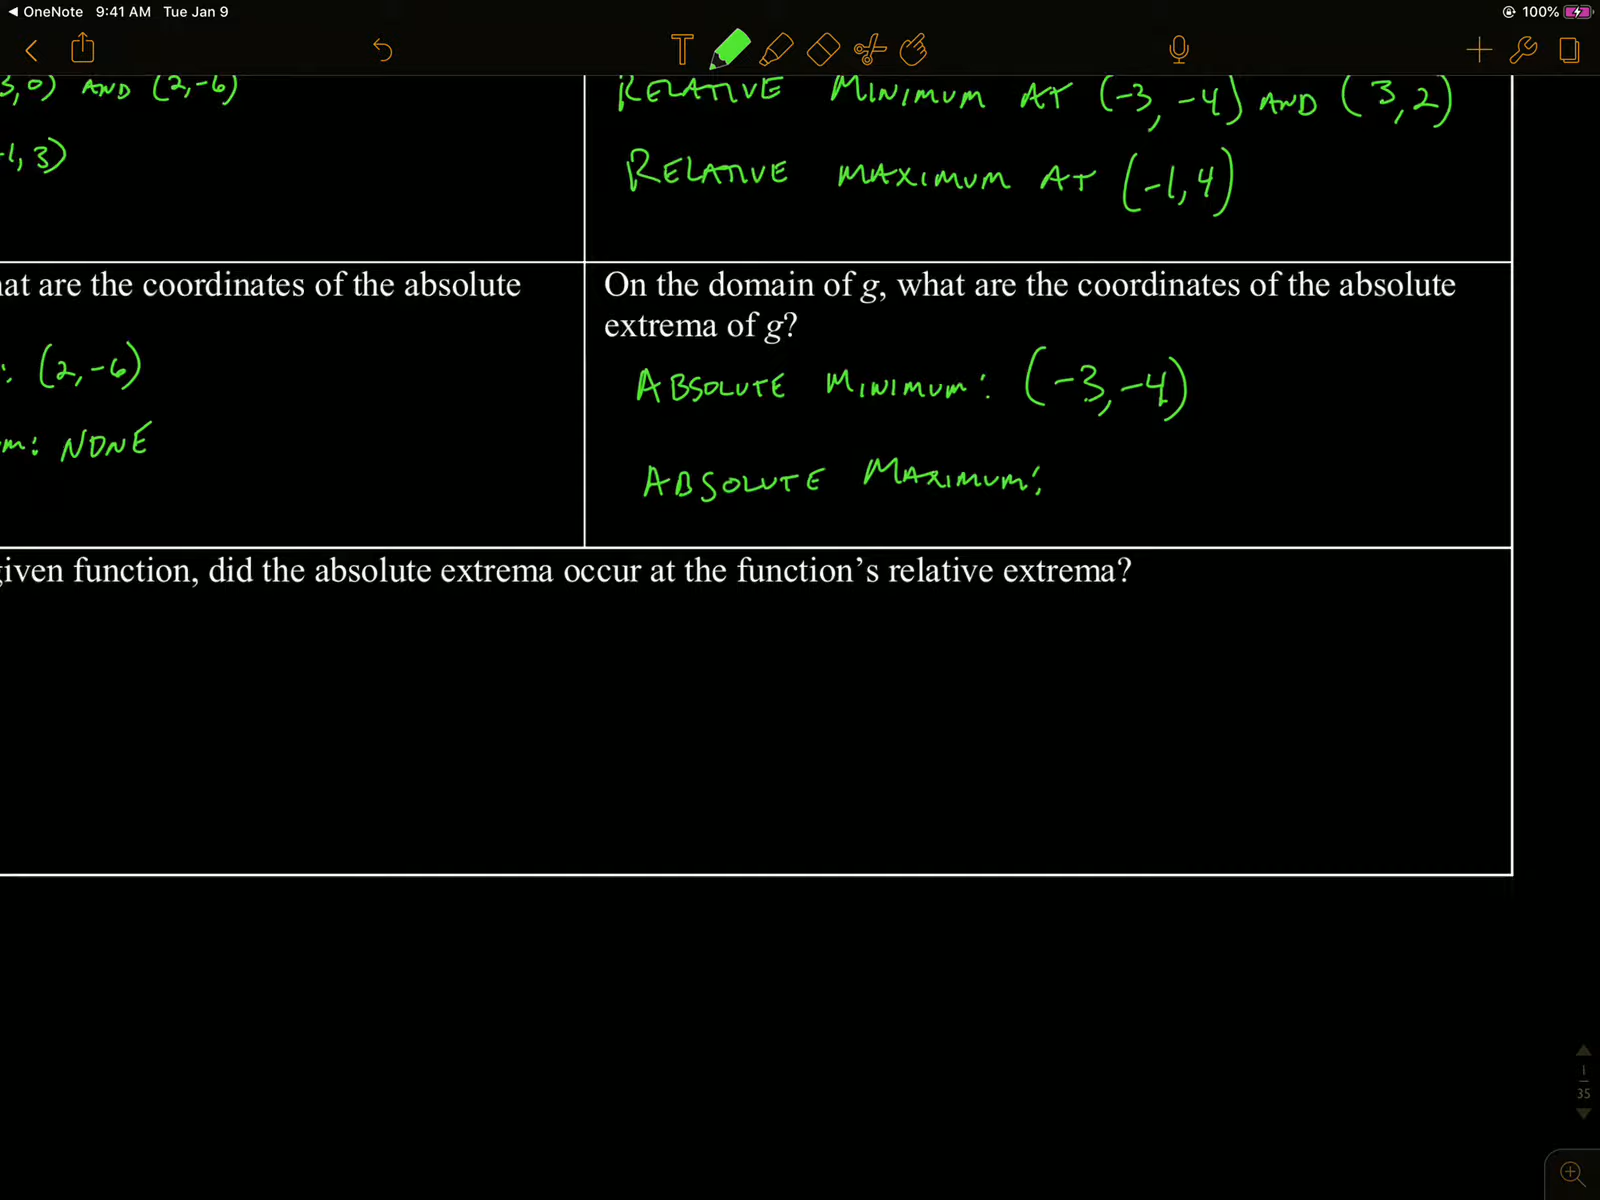 OneNote 9:41 AM Tue Jan 9
100%
T
3,0) AND (2,-6)
-1, 3)
RELATIVE MINIMUM AT (-3, -4) AND (3,2)
RELATIVE MAXIMUM AT (-1,4)
at are the coordinates of the absolute
: (2,-6)
m: NONE
On the domain of g, what are the coordinates of the absolute
extrema of g?
ABSOLUTE MINIMUM: (-3,-4)
ABSOLUTE MAXIMUM:
given function, did the absolute extrema occur at the function's relative extrema?
1
35